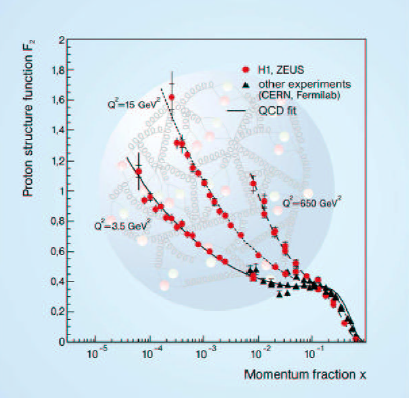 Proton structure function F₂
2
1,8
1,6
1,4
1,2
1
0,8
0,6
0,4
0,2
0
H1, ZEUS
other experiments
(CERN, Fermilab)
QCD fit
Q²=15 GeV²
Q²=650 GeV²
Q²=3.5 GeV²
10⁻⁵ 10⁻⁴ 10⁻³ 10⁻² 10⁻¹
Momentum fraction x